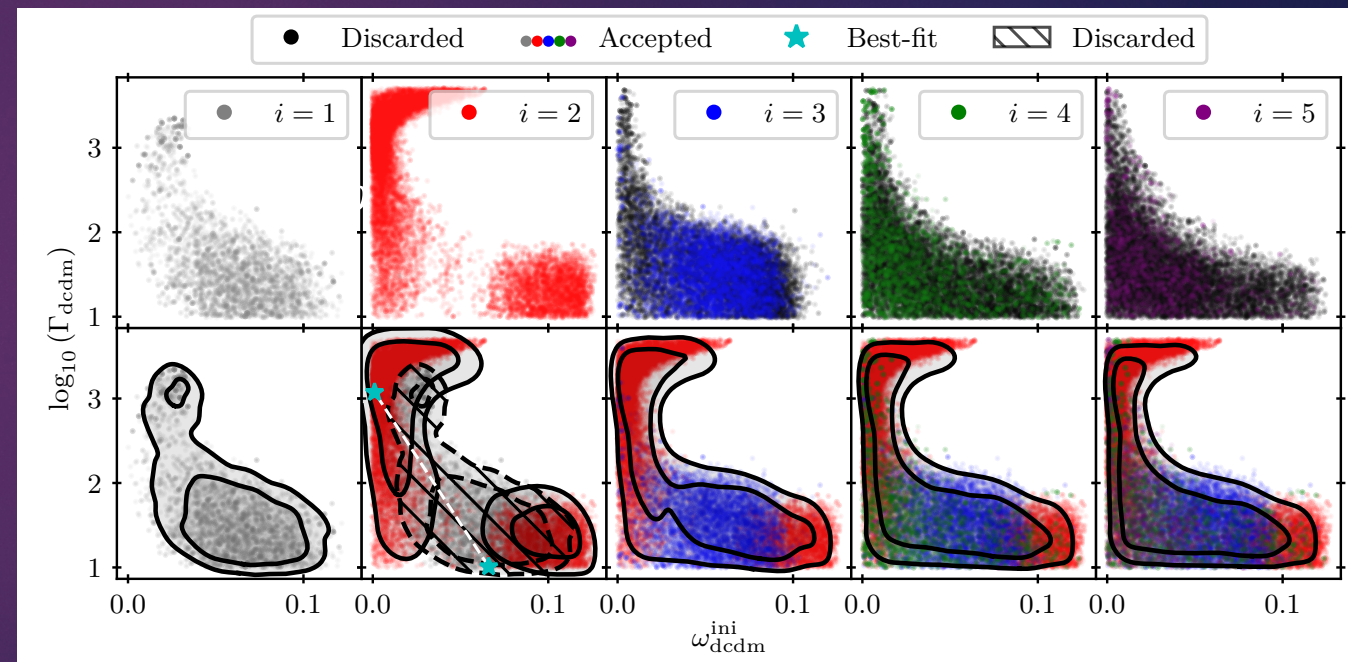 Discarded Accepted Best-fit Discarded
i = 1 i = 2 i = 3 i = 4 i = 5
3
2
1
log₁₀ (Γdcdm)
3
2
1
0.0 0.1 0.0 0.1 0.0 0.1 0.0 0.1 0.0 0.1
ω^ini_dcdm